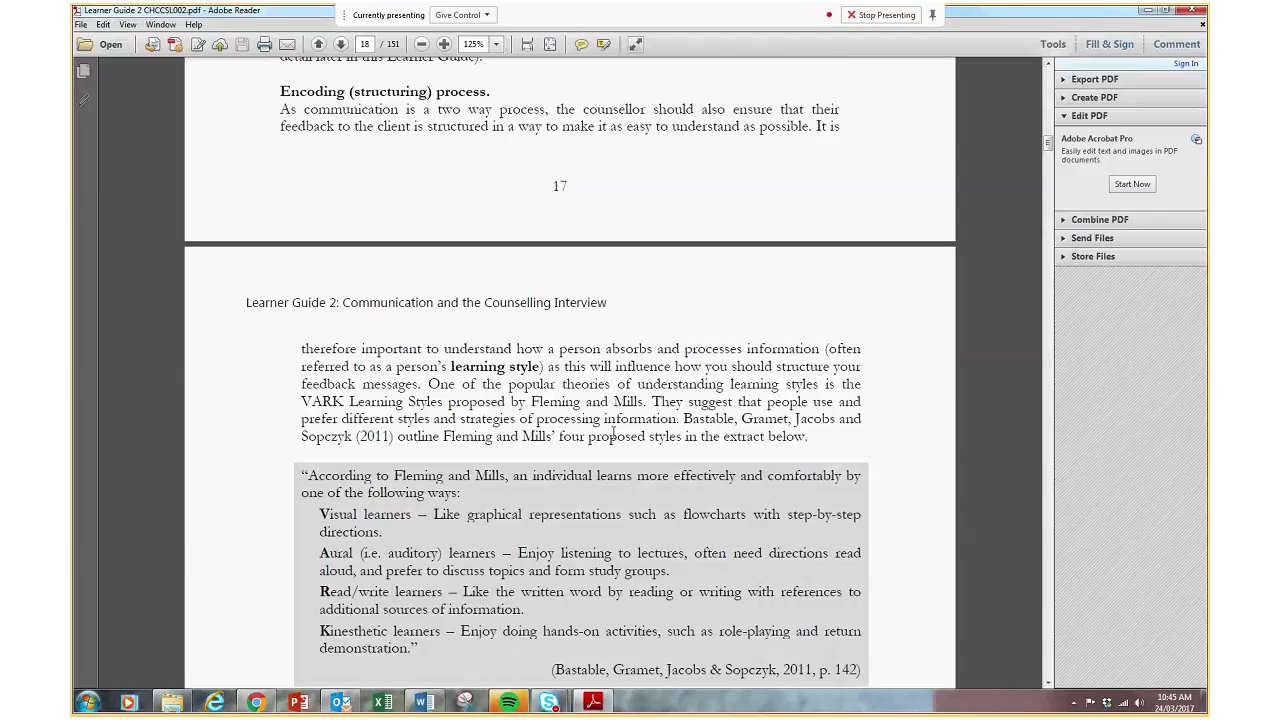 Learner Guide 2 CHCCSL002.pdf - Adobe Reader
Currently presenting Give Control Stop Presenting
File Edit View Window Help
Open 18 / 151 125% Tools Fill & Sign Comment
Sign In
Export PDF
Create PDF
Edit PDF
Adobe Acrobat Pro
Easily edit text and images in PDF
documents
Start Now
Combine PDF
Send Files
Store Files
detail later in this Learner Guide).
Encoding (structuring) process.
As communication is a two way process, the counsellor should also ensure that their
feedback to the client is structured in a way to make it as easy to understand as possible. It is
17
Learner Guide 2: Communication and the Counselling Interview
therefore important to understand how a person absorbs and processes information (often
referred to as a person's learning style) as this will influence how you should structure your
feedback messages. One of the popular theories of understanding learning styles is the
VARK Learning Styles proposed by Fleming and Mills. They suggest that people use and
prefer different styles and strategies of processing information. Bastable, Gramet, Jacobs and
Sopczyk (2011) outline Fleming and Mills' four proposed styles in the extract below.
“According to Fleming and Mills, an individual learns more effectively and comfortably by
one of the following ways:
Visual learners – Like graphical representations such as flowcharts with step-by-step
directions.
Aural (i.e. auditory) learners – Enjoy listening to lectures, often need directions read
aloud, and prefer to discuss topics and form study groups.
Read/write learners – Like the written word by reading or writing with references to
additional sources of information.
Kinesthetic learners – Enjoy doing hands-on activities, such as role-playing and return
demonstration.”
(Bastable, Gramet, Jacobs & Sopczyk, 2011, p. 142)
10:45 AM
24/03/2017